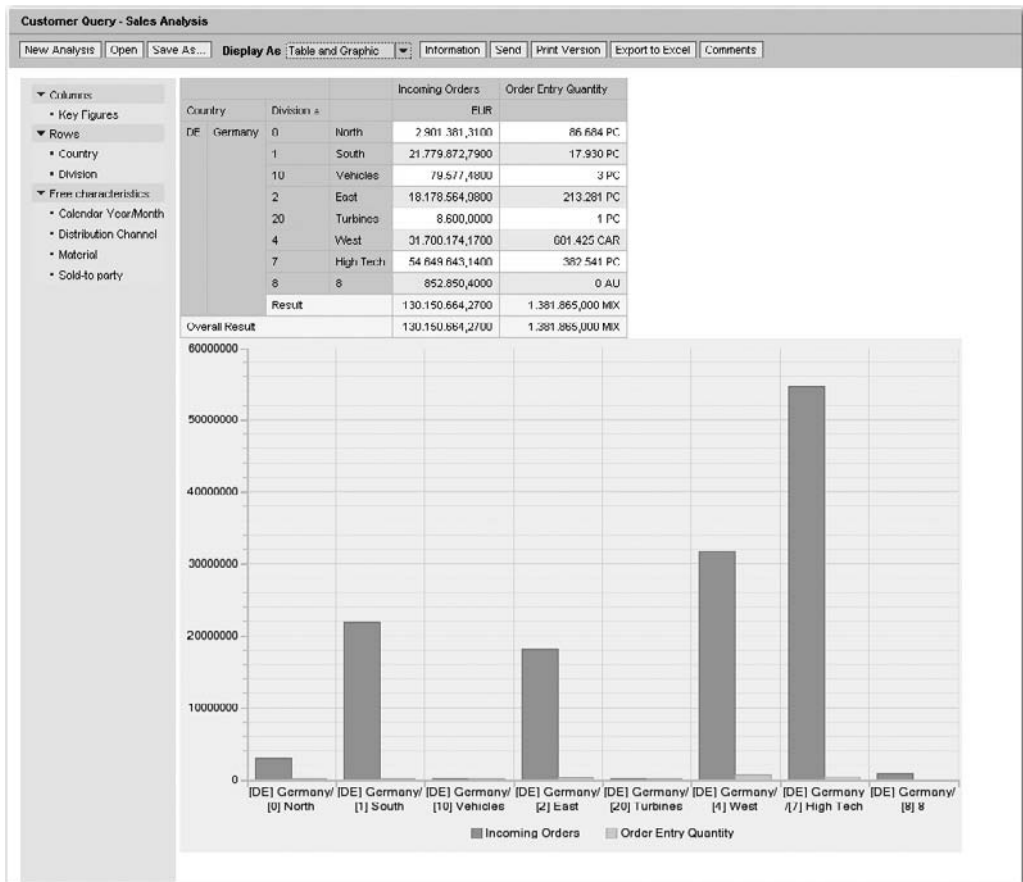 Customer Query - Sales Analysis
New Analysis Open Save As... Display As Table and Graphic Information Send Print Version Export to Excel Comments
Columns
• Key Figures
Rows
• Country
• Division
Free characteristics
• Calendar Year/Month
• Distribution Channel
• Material
• Sold-to party
Incoming Orders Order Entry Quantity
Country Division EUR
DE Germany 0 North 2.901.381,3100 86.684 PC
1 South 21.779.872,7900 17.930 PC
10 Vehicles 79.577,4800 3 PC
2 East 18.178.564,9800 213.281 PC
20 Turbines 8.600,0000 1 PC
4 West 31.700.174,1700 681.425 CAR
7 High Tech 54.649.643,1400 382.541 PC
8 8 852.850,4000 0 AU
Result 130.150.664,2700 1.381.865,000 MIX
Overall Result 130.150.664,2700 1.381.865,000 MIX
60000000
50000000
40000000
30000000
20000000
10000000
0
[DE] Germany/ [DE] Germany/ [DE] Germany/ [DE] Germany/ [DE] Germany/ [DE] Germany/ [DE] Germany [DE] Germany/
[0] North [1] South [10] Vehicles [2] East [20] Turbines [4] West /[7] High Tech [8] 8
Incoming Orders Order Entry Quantity